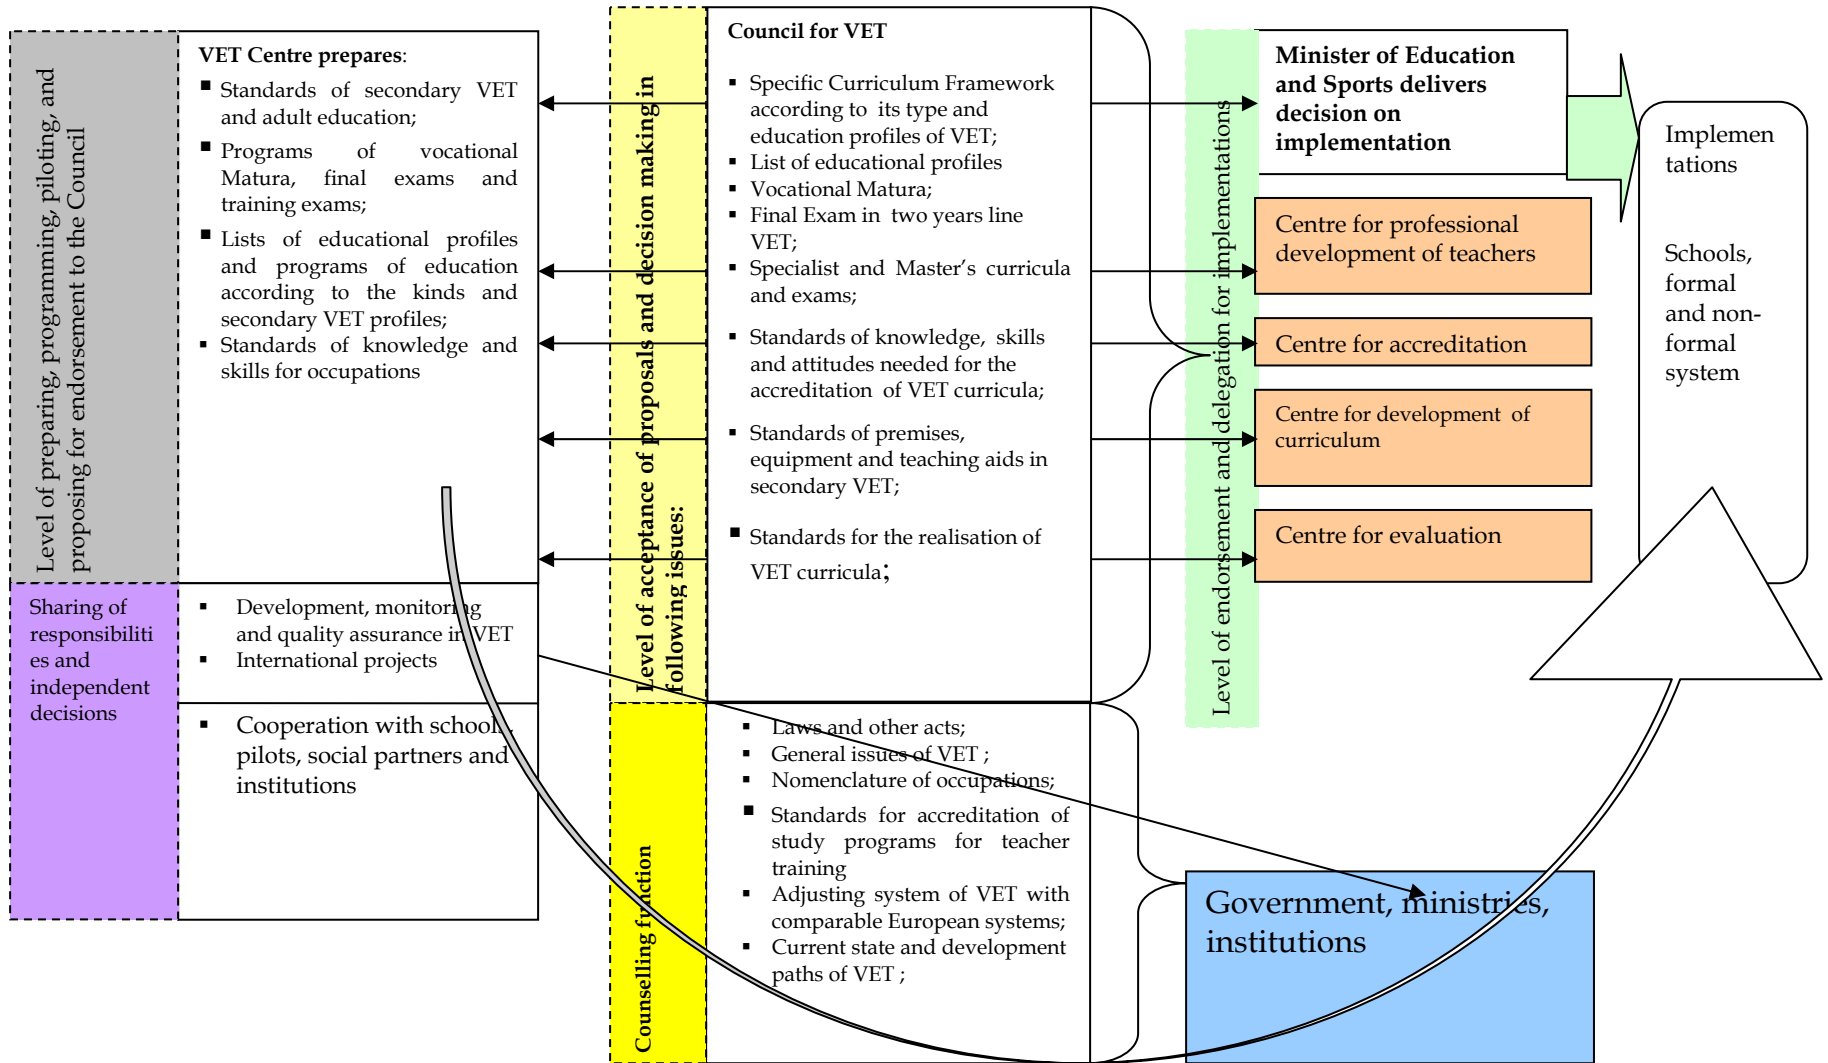 Level of preparing, programming, piloting, and
proposing for endorsement to the Council
VET Centre prepares:
▪ Standards of secondary VET
and adult education;
▪ Programs of vocational
Matura, final exams and
training exams;
▪ Lists of educational profiles
and programs of education
according to the kinds and
secondary VET profiles;
▪ Standards of knowledge and
skills for occupations
Sharing of
responsibiliti
es and
independent
decisions
▪ Development, monitoring
and quality assurance in VET
▪ International projects
▪ Cooperation with schools,
pilots, social partners and
institutions
Level of acceptance of proposals and decision making in
following issues:
Council for VET
▪ Specific Curriculum Framework
according to its type and
education profiles of VET;
▪ List of educational profiles
▪ Vocational Matura;
▪ Final Exam in two years line
VET;
▪ Specialist and Master's curricula
and exams;
▪ Standards of knowledge, skills
and attitudes needed for the
accreditation of VET curricula;
▪ Standards of premises,
equipment and teaching aids in
secondary VET;
▪ Standards for the realisation of
VET curricula;
Counselling function
▪ Laws and other acts;
▪ General issues of VET ;
▪ Nomenclature of occupations;
▪ Standards for accreditation of
study programs for teacher
training
▪ Adjusting system of VET with
comparable European systems;
▪ Current state and development
paths of VET ;
Level of endorsement and delegation for implementations
Minister of Education
and Sports delivers
decision on
implementation
Centre for professional
development of teachers
Centre for accreditation
Centre for development of
curriculum
Centre for evaluation
Government, ministries,
institutions
Implemen
tations
Schools,
formal
and non-
formal
system